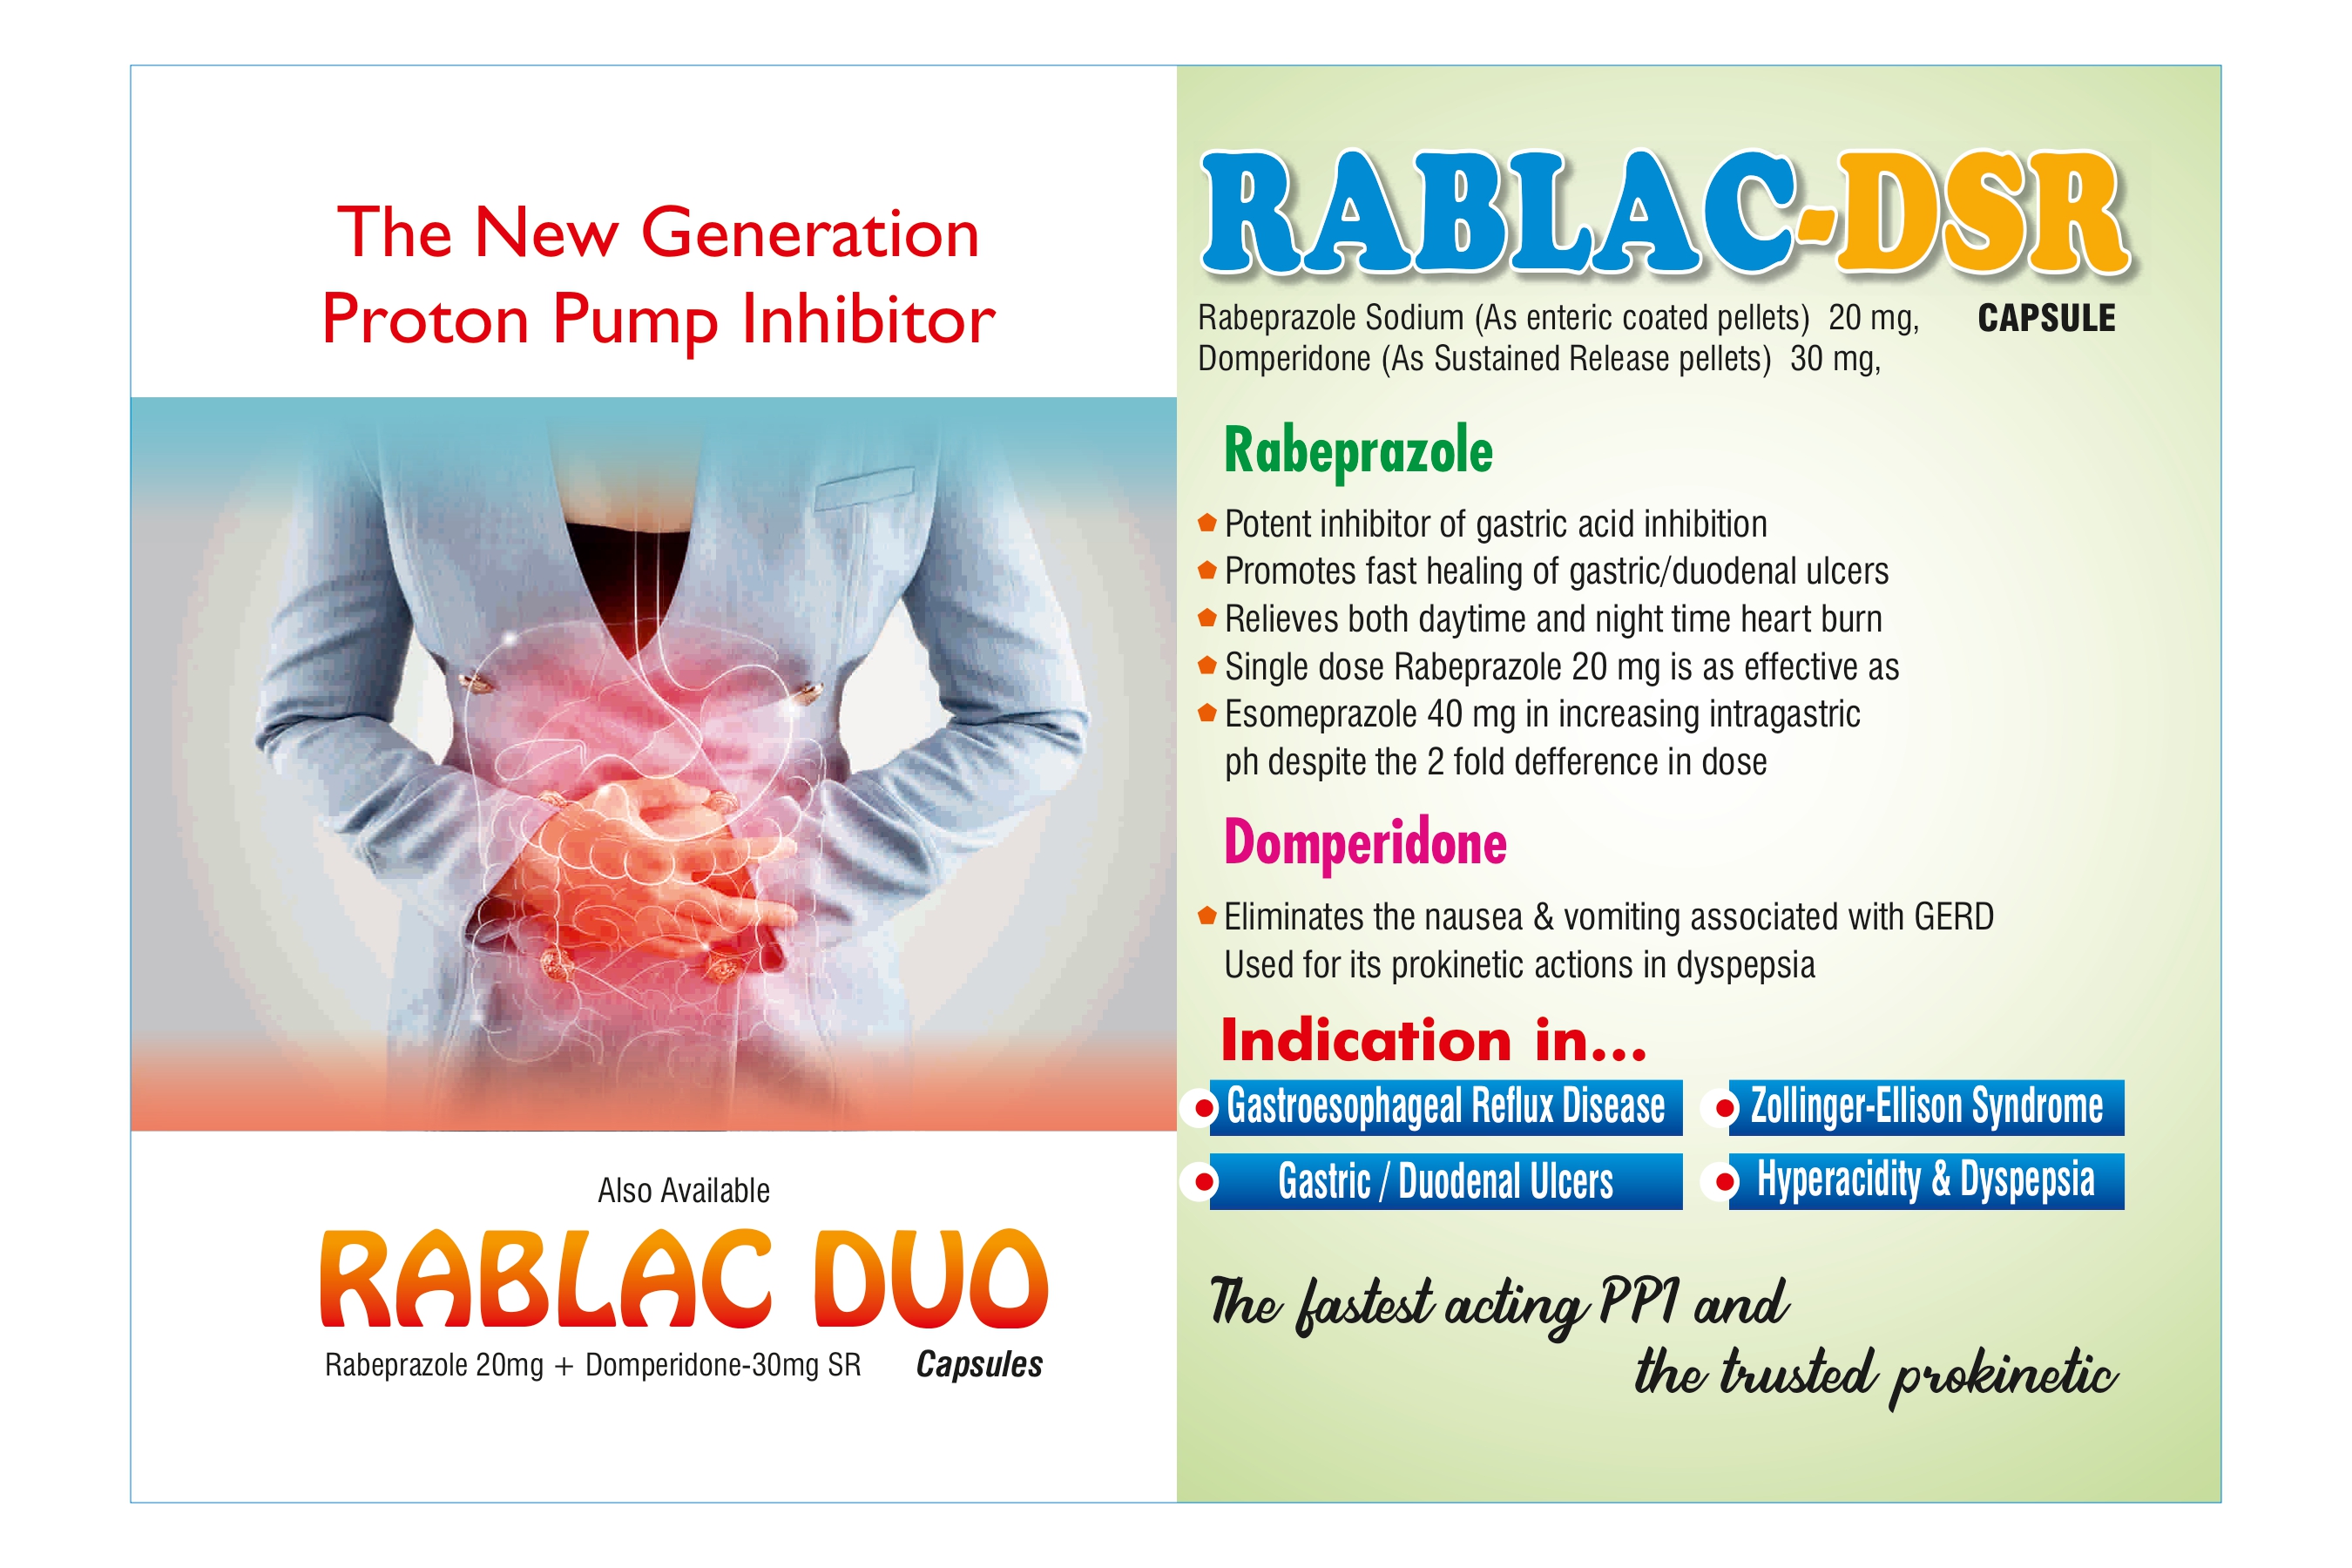 The New Generation
Proton Pump Inhibitor
Also Available
RABLAC DUO
Rabeprazole 20mg + Domperidone-30mg SR Capsules
RABLAC-DSR
Rabeprazole Sodium (As enteric coated pellets) 20 mg, CAPSULE
Domperidone (As Sustained Release pellets) 30 mg,
Rabeprazole
Potent inhibitor of gastric acid inhibition
Promotes fast healing of gastric/duodenal ulcers
Relieves both daytime and night time heart burn
Single dose Rabeprazole 20 mg is as effective as
Esomeprazole 40 mg in increasing intragastric
ph despite the 2 fold defference in dose
Domperidone
Eliminates the nausea & vomiting associated with GERD
Used for its prokinetic actions in dyspepsia
Indication in...
Gastroesophageal Reflux Disease
Zollinger-Ellison Syndrome
Gastric / Duodenal Ulcers
Hyperacidity & Dyspepsia
The fastest acting PPI and
the trusted prokinetic